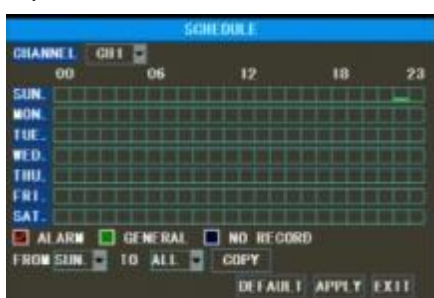 SCHEDULE
CHANNEL CH1
00 06 12 18 23
SUN.
MON.
TUE.
WED.
THU.
FRI.
SAT.
ALARM GENERAL NO RECORD
FROM SUN. TO ALL COPY
DEFAULT APPLY EXIT